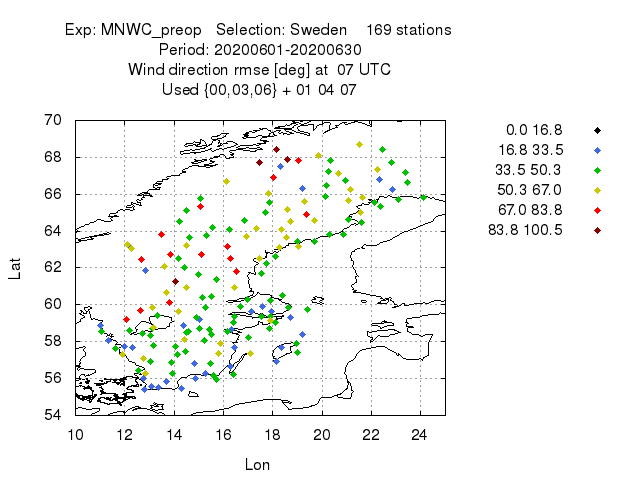 Exp: MNWC_preop   Selection: Sweden    169 stations
Period: 20200601-20200630
Wind direction rmse [deg] at  07 UTC
Used {00,03,06} + 01 04 07
70
68
66
64
62
60
58
56
54
Lat
10 12 14 16 18 20 22 24
Lon
0.0 16.8
16.8 33.5
33.5 50.3
50.3 67.0
67.0 83.8
83.8 100.5